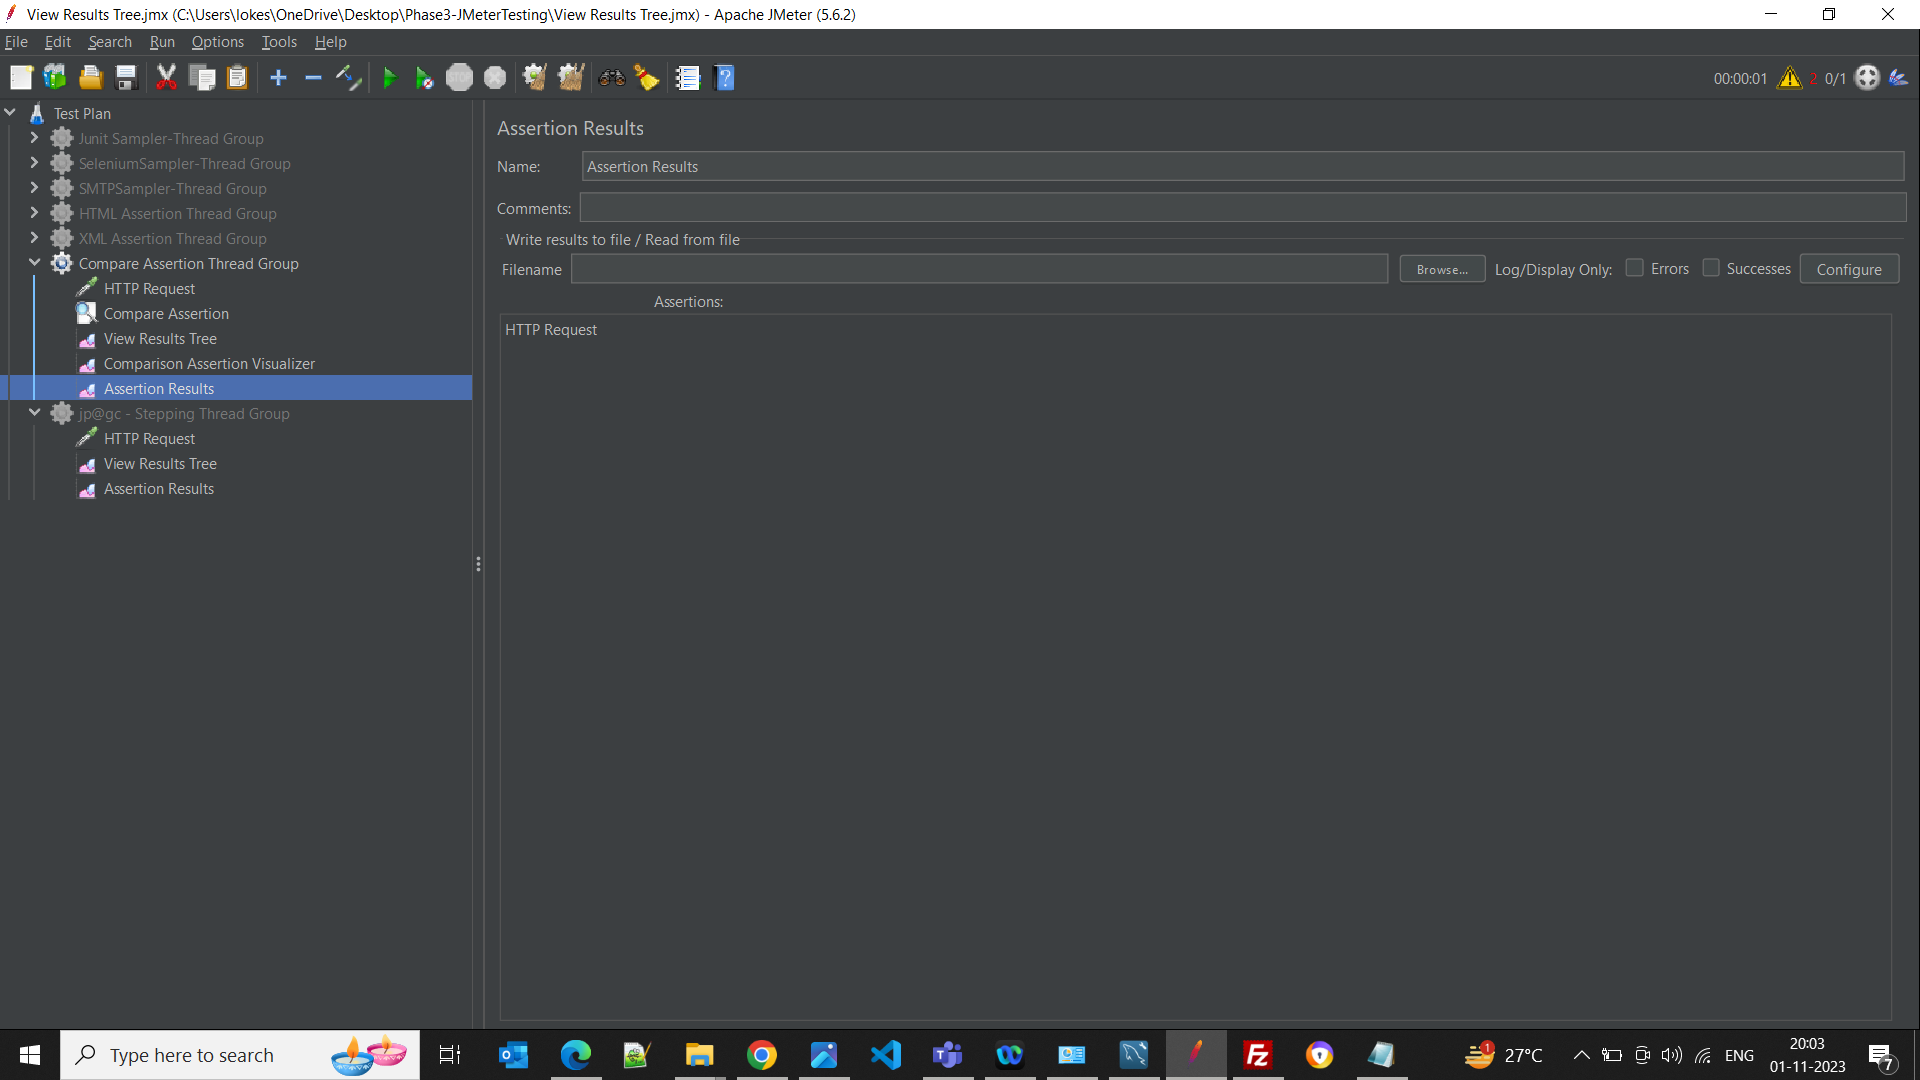 View Results Tree.jmx (C:\Users\lokes\OneDrive\Desktop\Phase3-JMeterTesting\View Results Tree.jmx) - Apache JMeter (5.6.2)
File Edit Search Run Options Tools Help
STOP
00:00:01 2 0/1
Test Plan
Junit Sampler-Thread Group
SeleniumSampler-Thread Group
SMTPSampler-Thread Group
HTML Assertion Thread Group
XML Assertion Thread Group
Compare Assertion Thread Group
HTTP Request
Compare Assertion
View Results Tree
Comparison Assertion Visualizer
Assertion Results
jp@gc - Stepping Thread Group
HTTP Request
View Results Tree
Assertion Results
Assertion Results
Name: Assertion Results
Comments:
Write results to file / Read from file
Filename Browse... Log/Display Only: Errors Successes Configure
Assertions:
HTTP Request
Type here to search
1 27°C ENG
20:03
01-11-2023
7